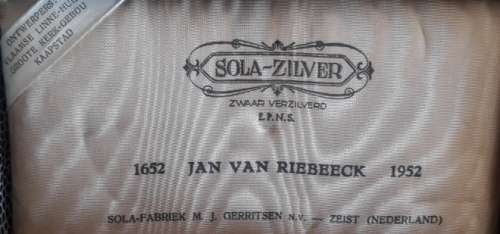 ONTWERPERS
VLAAMSE LINNE-HUIS
GROOTE KERK-GEBOU
KAAPSTAD
SOLA-ZILVER
ZWAAR VERZILVERD
E.P.N.S.
1652 JAN VAN RIEBEECK 1952
SOLA-FABRIEK M. J. GERRITSEN N.V. — ZEIST (NEDERLAND)